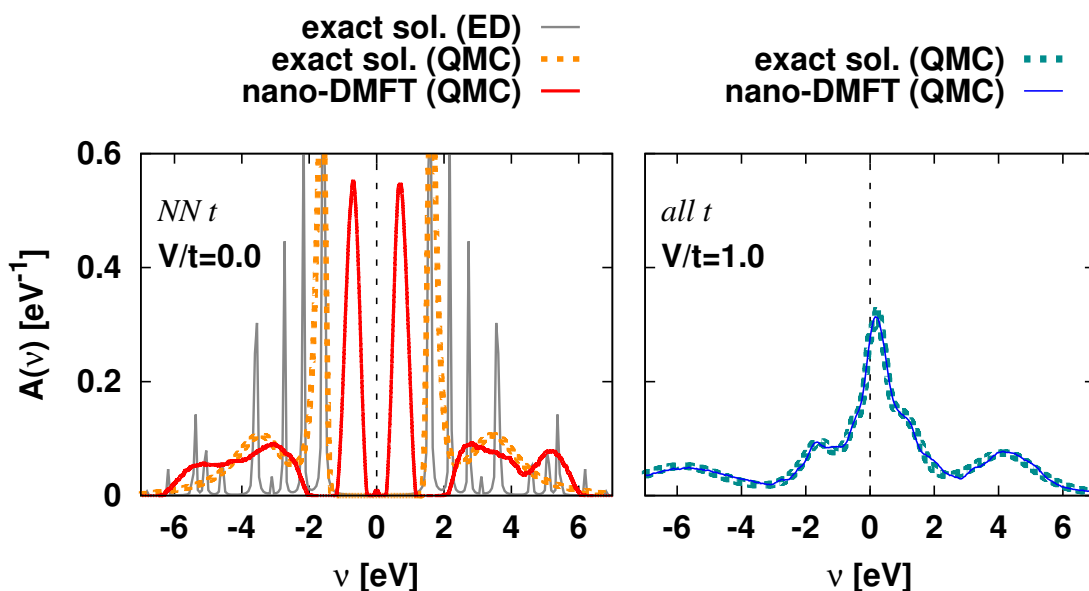 exact sol. (ED)
exact sol. (QMC)
nano-DMFT (QMC)
exact sol. (QMC)
nano-DMFT (QMC)
A(ν) [eV⁻¹]
0.6
0.4
0.2
0
NN t
V/t=0.0
-6 -4 -2 0 2 4 6
ν [eV]
all t
V/t=1.0
-6 -4 -2 0 2 4 6
ν [eV]